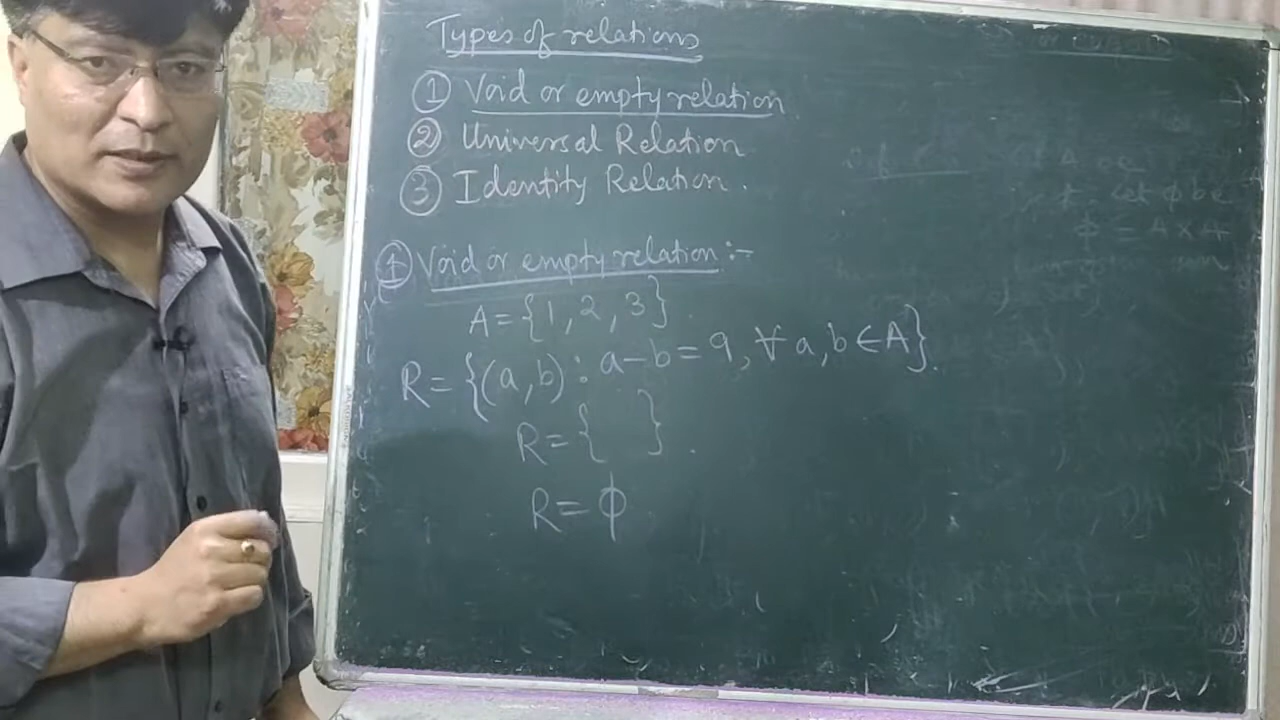 Types of relations
① Void or empty relation
② Universal Relation
③ Identity Relation.
① Void or empty relation :-
A = {1, 2, 3}.
R = {(a, b) : a - b = 9, ∀ a, b ∈ A}.
R = { }.
R = ϕ